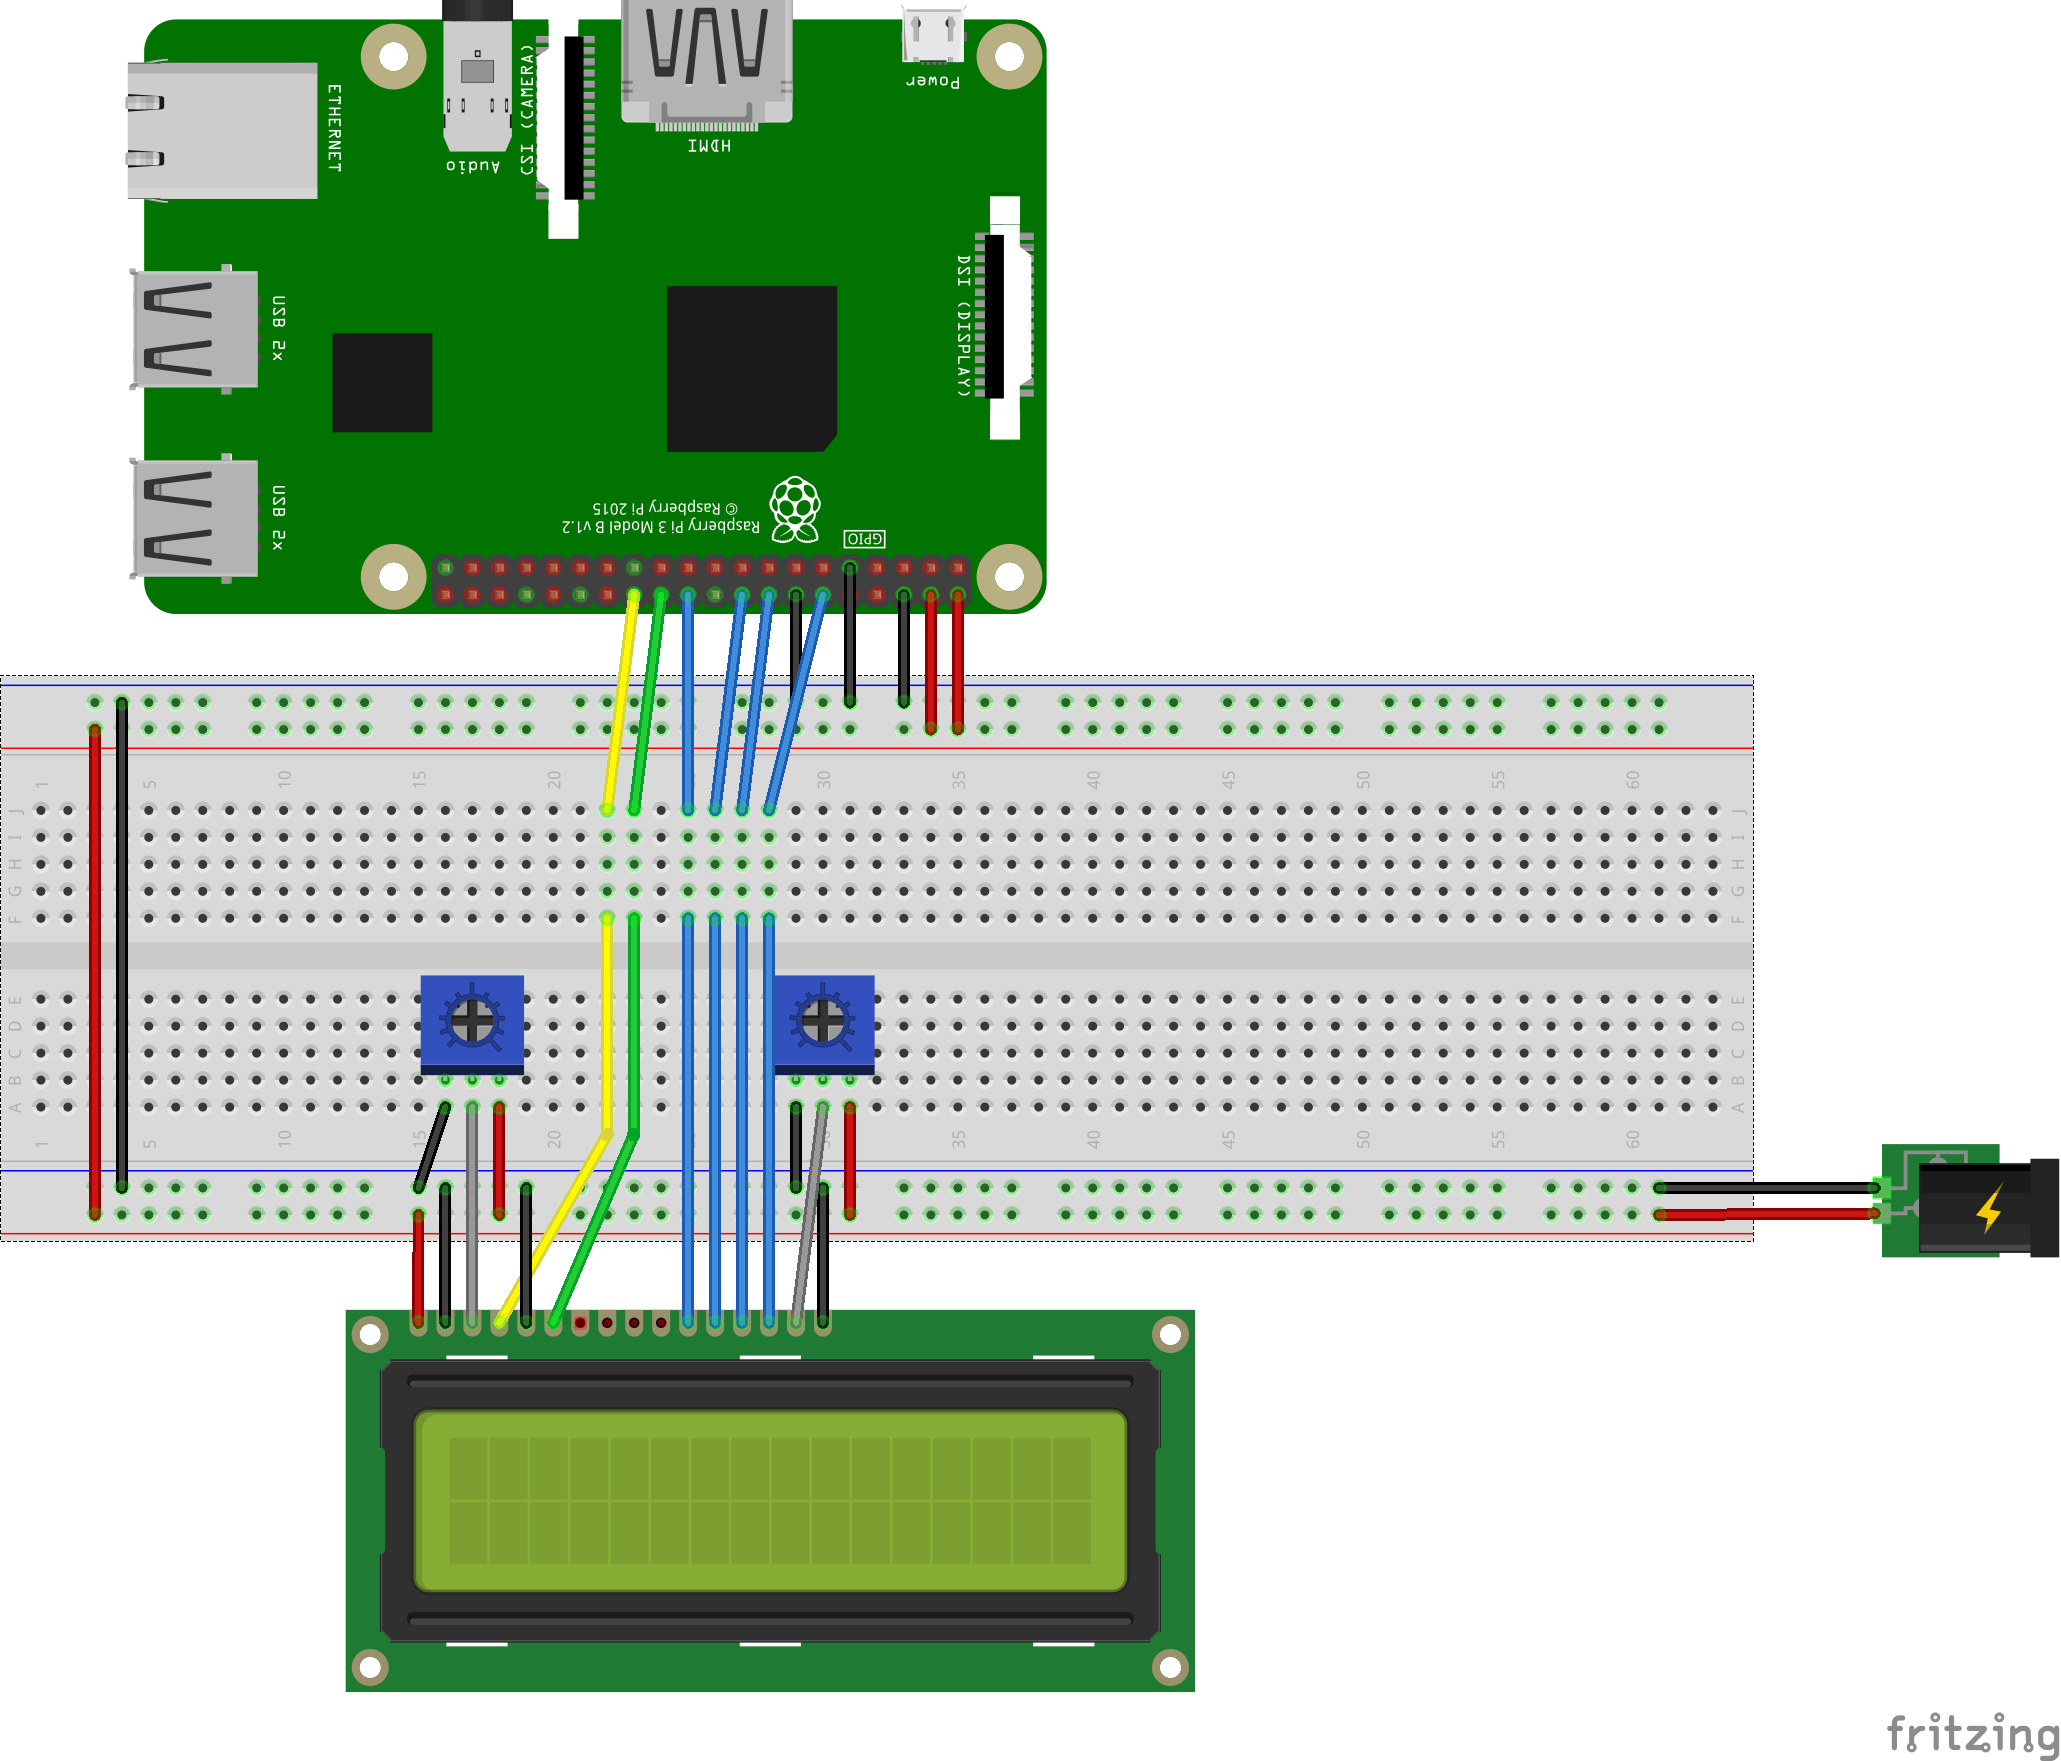 ETHERNET
Audio
CSI (CAMERA)
HDMI
Power
DSI (DISPLAY)
USB 2x
USB 2x
© Raspberry Pi 2015
Raspberry Pi 3 Model B v1.2
GPIO
1 5 10 15 20 30 35 40 45 50 55 60
J J
I I
H H
G G
F F
E E
D D
C C
B B
A A
1 5 10 15 20 30 35 40 45 50 55 60
fritzing